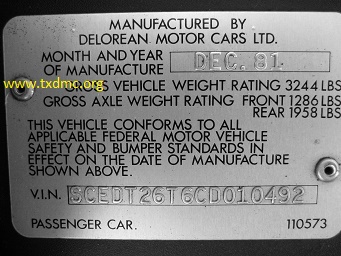 MANUFACTURED BY
DELOREAN MOTOR CARS LTD.
MONTH AND YEAR
OF MANUFACTURE DEC. 81
www.txdmc.org
VEHICLE WEIGHT RATING 3244 LBS
GROSS AXLE WEIGHT RATING FRONT 1286 LBS
REAR 1958 LBS
THIS VEHICLE CONFORMS TO ALL
APPLICABLE FEDERAL MOTOR VEHICLE
SAFETY AND BUMPER STANDARDS IN
EFFECT ON THE DATE OF MANUFACTURE
SHOWN ABOVE.
V.I.N. SCEDT26T6CD010492
PASSENGER CAR. 110573